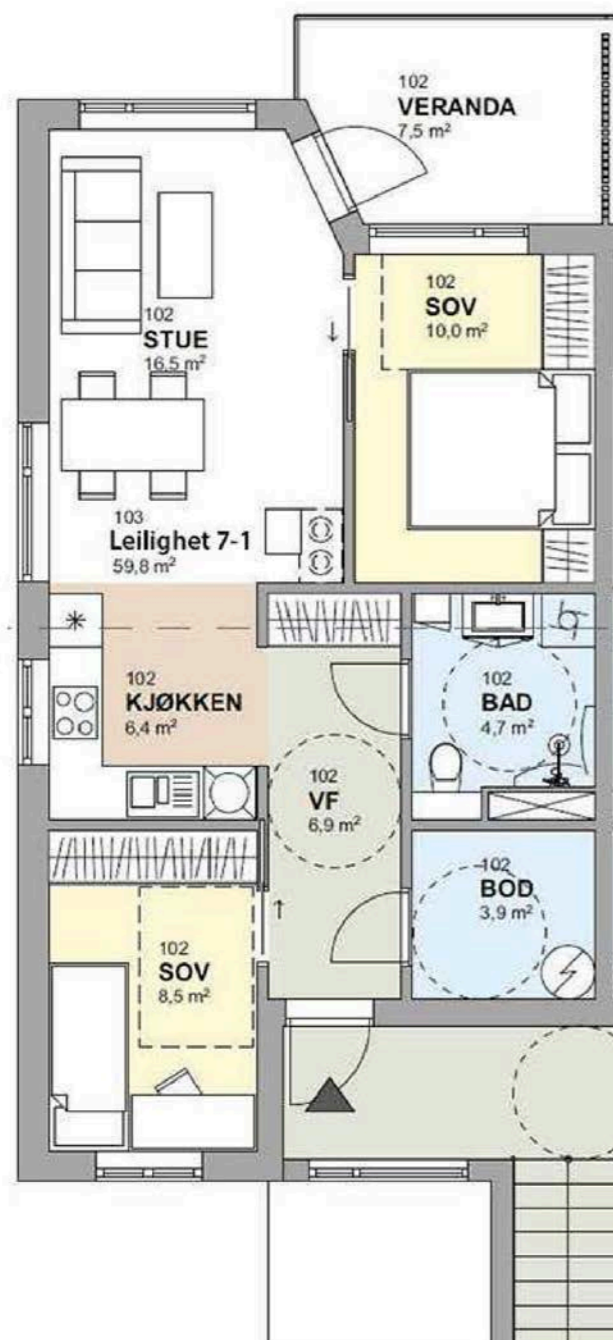 102
VERANDA
7,5 m²
102
SOV
10,0 m²
102
STUE
16,5 m²
103
Leilighet 7-1
59,8 m²
102
KJØKKEN
6,4 m²
102
BAD
4,7 m²
102
VF
6,9 m²
102
BOD
3,9 m²
102
SOV
8,5 m²